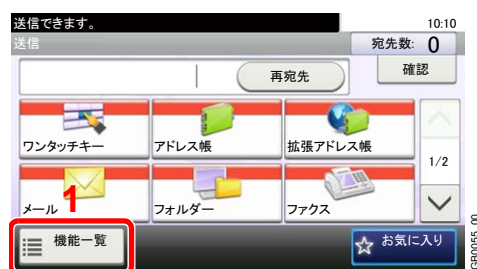 送信できます。 10:10
送信 宛先数: 0
再宛先 確認
ワンタッチキー アドレス帳 拡張アドレス帳
1/2
メール 1 フォルダー ファクス
機能一覧 お気に入り
GB0055_00